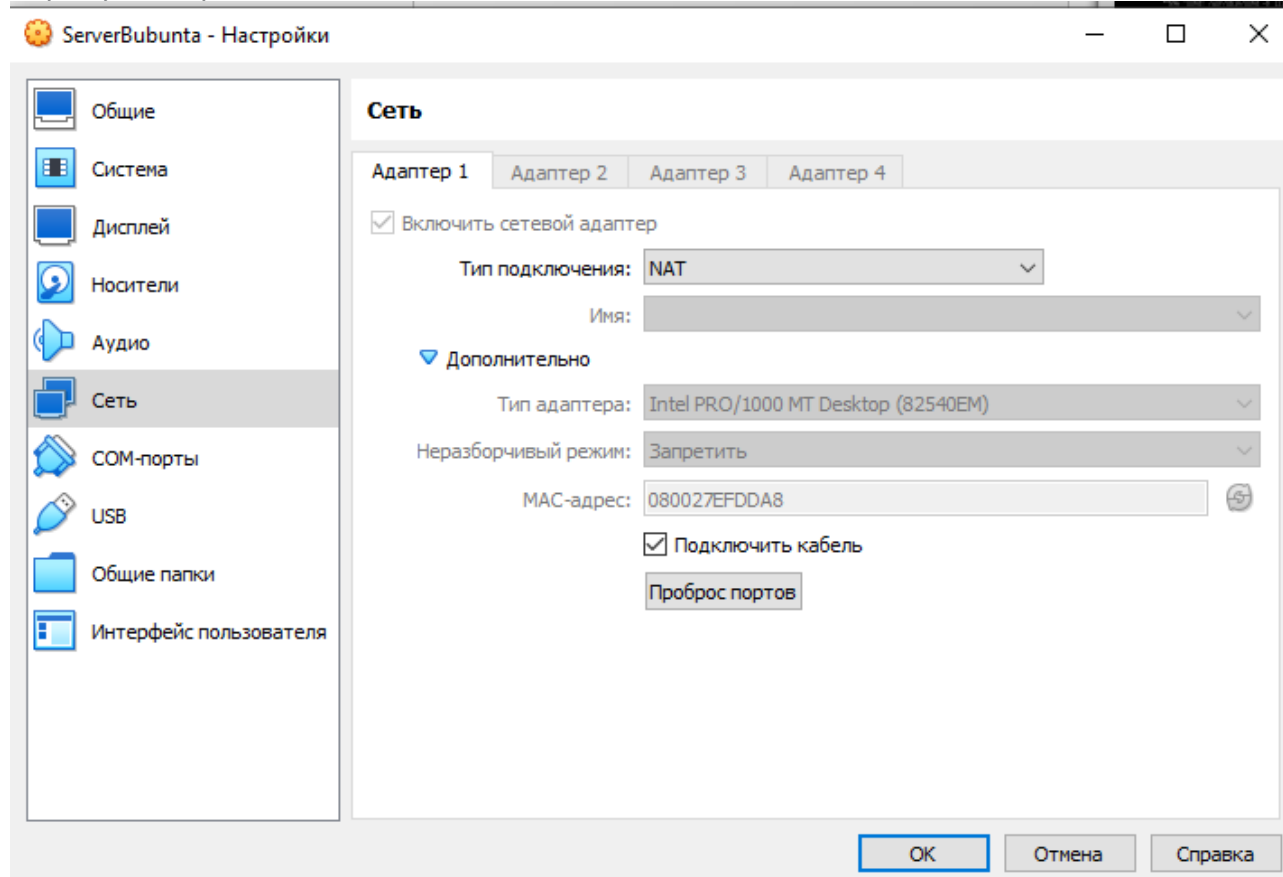 ServerBubunta - Настройки
Общие
Система
Дисплей
Носители
Аудио
Сеть
COM-порты
USB
Общие папки
Интерфейс пользователя
Сеть
Адаптер 1 Адаптер 2 Адаптер 3 Адаптер 4
Включить сетевой адаптер
Тип подключения: NAT
Имя:
Дополнительно
Тип адаптера: Intel PRO/1000 MT Desktop (82540EM)
Неразборчивый режим: Запретить
MAC-адрес: 080027EFDDA8
Подключить кабель
Проброс портов
OK Отмена Справка